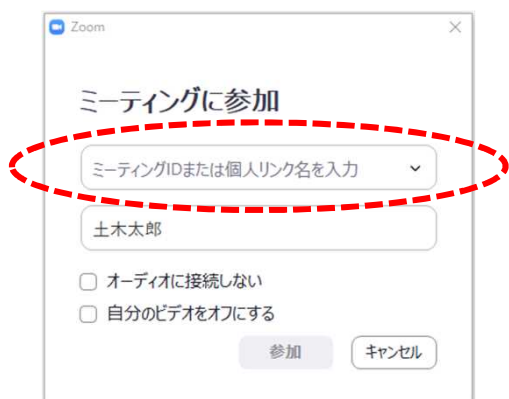 Zoom
ミーティングに参加
ミーティングIDまたは個人リンク名を入力
土木太郎
オーディオに接続しない
自分のビデオをオフにする
参加 キャンセル